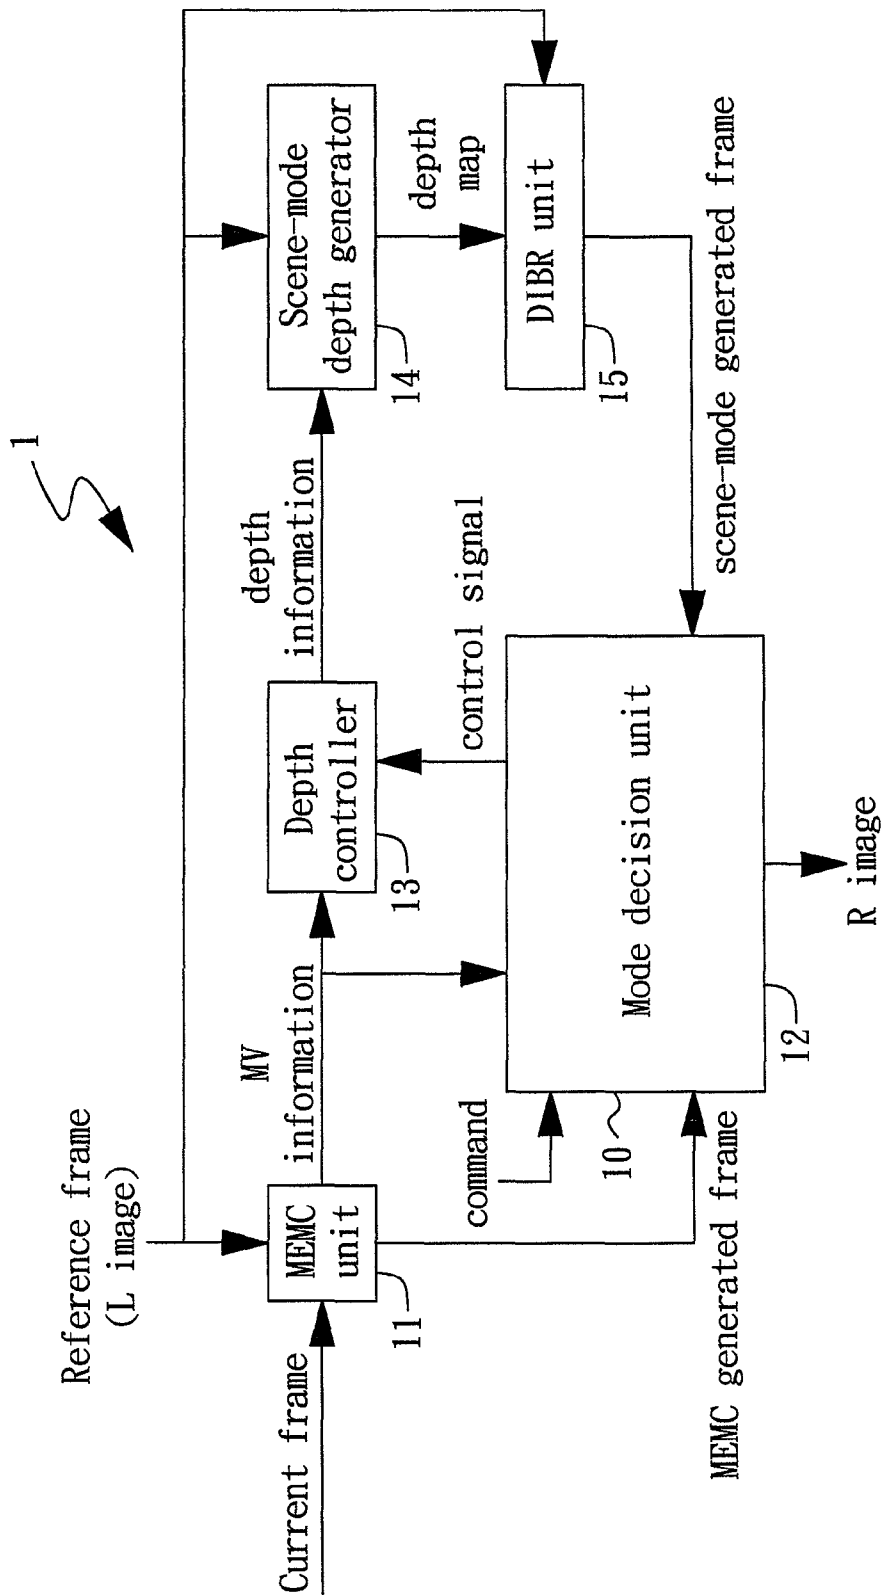 1
Reference frame
(L image)
Current frame
MEMC
unit
11
MV
information
Depth
controller
13
depth
information
Scene-mode
depth generator
14
depth
map
DIBR unit
15
command
10
control signal
Mode decision unit
12
MEMC generated frame
scene-mode generated frame
R image